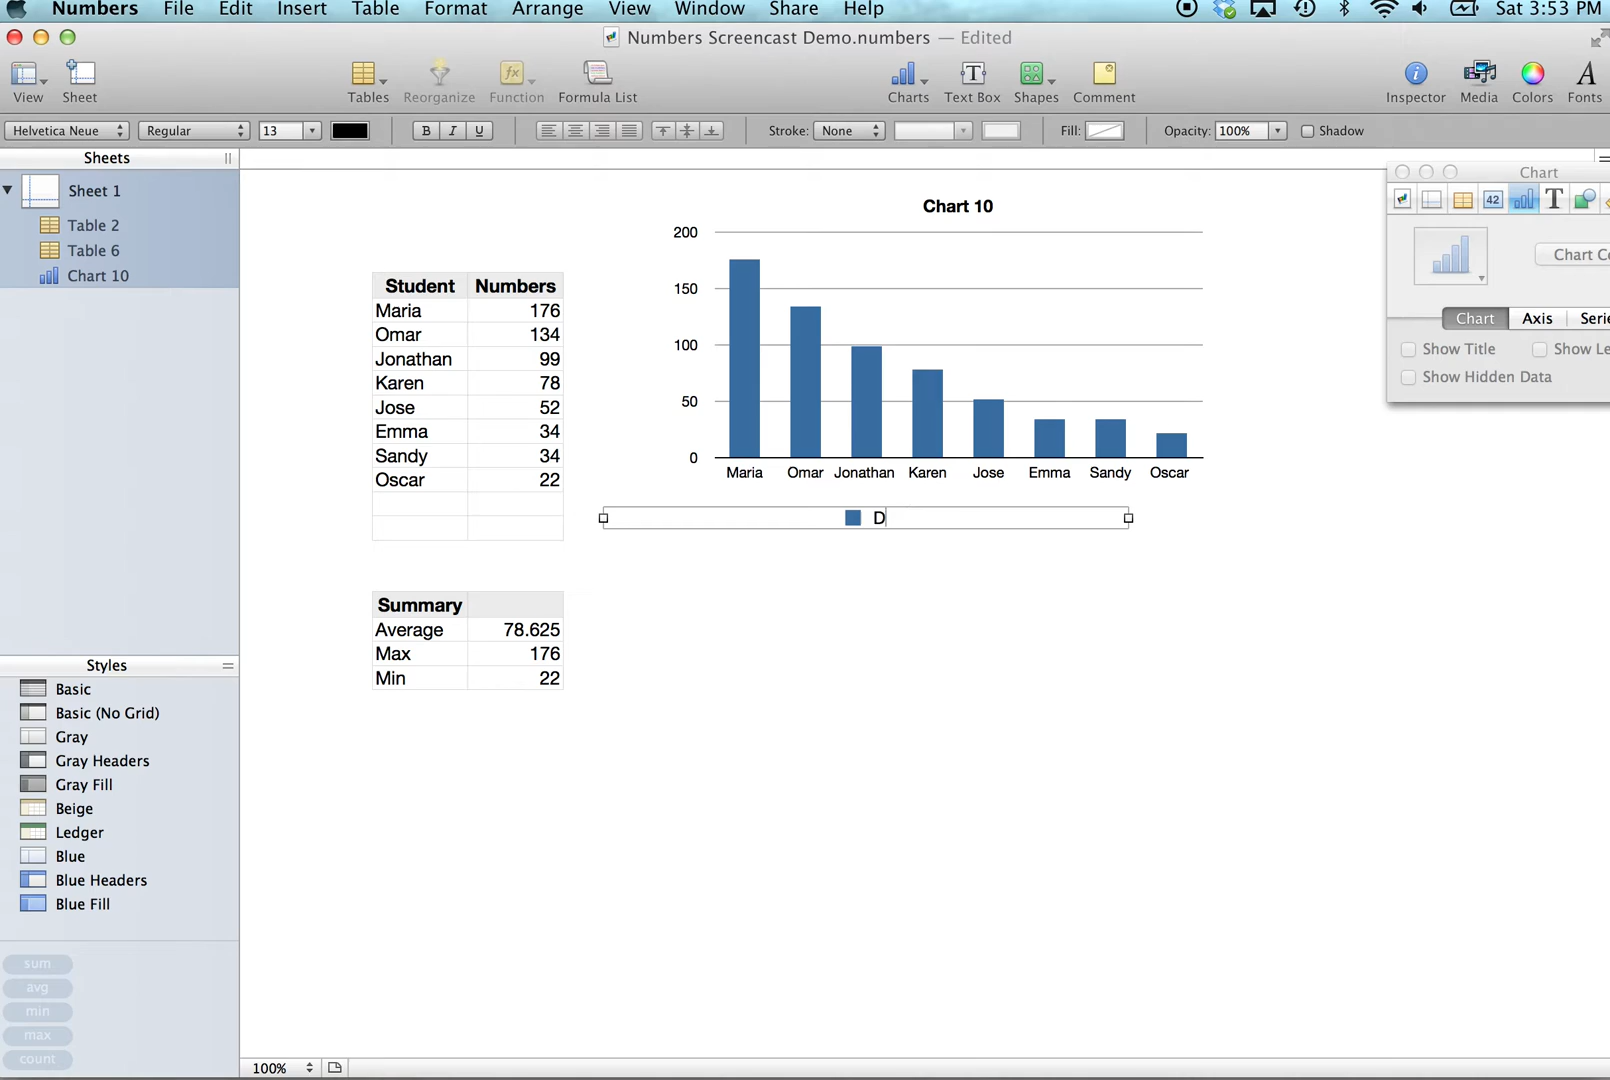 Numbers File Edit Insert Table Format Arrange View Window Share Help Sat 3:53 PM
Numbers Screencast Demo.numbers — Edited
View Sheet Tables Reorganize Function Formula List Charts Text Box Shapes Comment Inspector Media Colors Fonts
Helvetica Neue Regular 13 B I U Stroke: None Fill: Opacity: 100% Shadow
Sheets
Sheet 1
Table 2
Table 6
Chart 10
Styles
Basic
Basic (No Grid)
Gray
Gray Headers
Gray Fill
Beige
Ledger
Blue
Blue Headers
Blue Fill
sum
avg
min
max
count
Student Numbers
Maria 176
Omar 134
Jonathan 99
Karen 78
Jose 52
Emma 34
Sandy 34
Oscar 22
Summary
Average 78.625
Max 176
Min 22
Chart 10
200
150
100
50
0
Maria Omar Jonathan Karen Jose Emma Sandy Oscar
D
Chart
42 T
Chart Co
Chart Axis Serie
Show Title Show Le
Show Hidden Data
100%